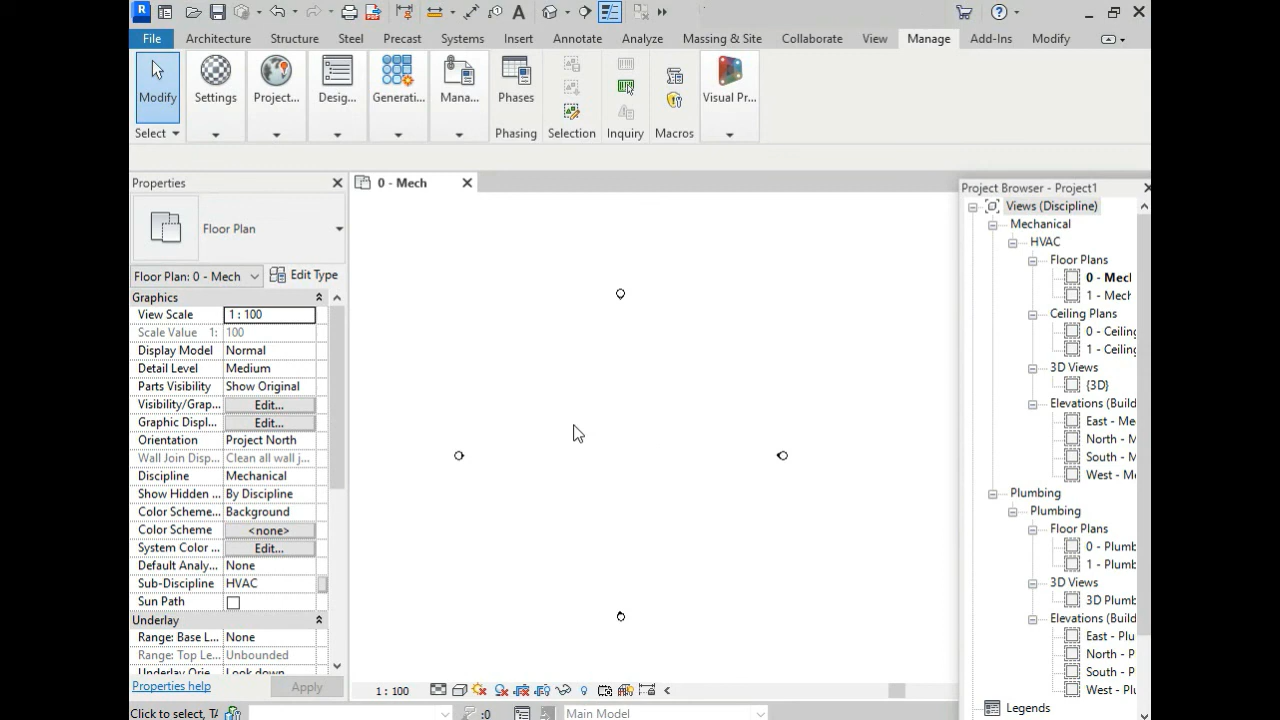 R
A
File
Architecture
Structure
Steel
Precast
Systems
Insert
Annotate
Analyze
Massing & Site
Collaborate
View
Manage
Add-Ins
Modify
Modify
Settings
Project...
Desig...
Generati...
Mana...
Phases
Visual Pr...
Select
Phasing
Selection
Inquiry
Macros
Properties
0 - Mech
Project Browser - Project1
Floor Plan
Floor Plan: 0 - Mech
Edit Type
Graphics
View Scale 1 : 100
Scale Value 1: 100
Display Model Normal
Detail Level Medium
Parts Visibility Show Original
Visibility/Grap... Edit...
Graphic Displ... Edit...
Orientation Project North
Wall Join Disp... Clean all wall j...
Discipline Mechanical
Show Hidden ... By Discipline
Color Scheme... Background
Color Scheme <none>
System Color ... Edit...
Default Analy... None
Sub-Discipline HVAC
Sun Path
Underlay
Range: Base L... None
Range: Top Le... Unbounded
Underlay Orie... Look down
Properties help
Apply
Views (Discipline)
Mechanical
HVAC
Floor Plans
0 - Mech
1 - Mech
Ceiling Plans
0 - Ceiling
1 - Ceiling
3D Views
{3D}
Elevations (Build
East - Me
North - M
South - M
West - Me
Plumbing
Plumbing
Floor Plans
0 - Plumb
1 - Plumb
3D Views
3D Plumb
Elevations (Build
East - Plu
North - P
South - P
West - Plu
Legends
1 : 100
Click to select, TA
:0
Main Model